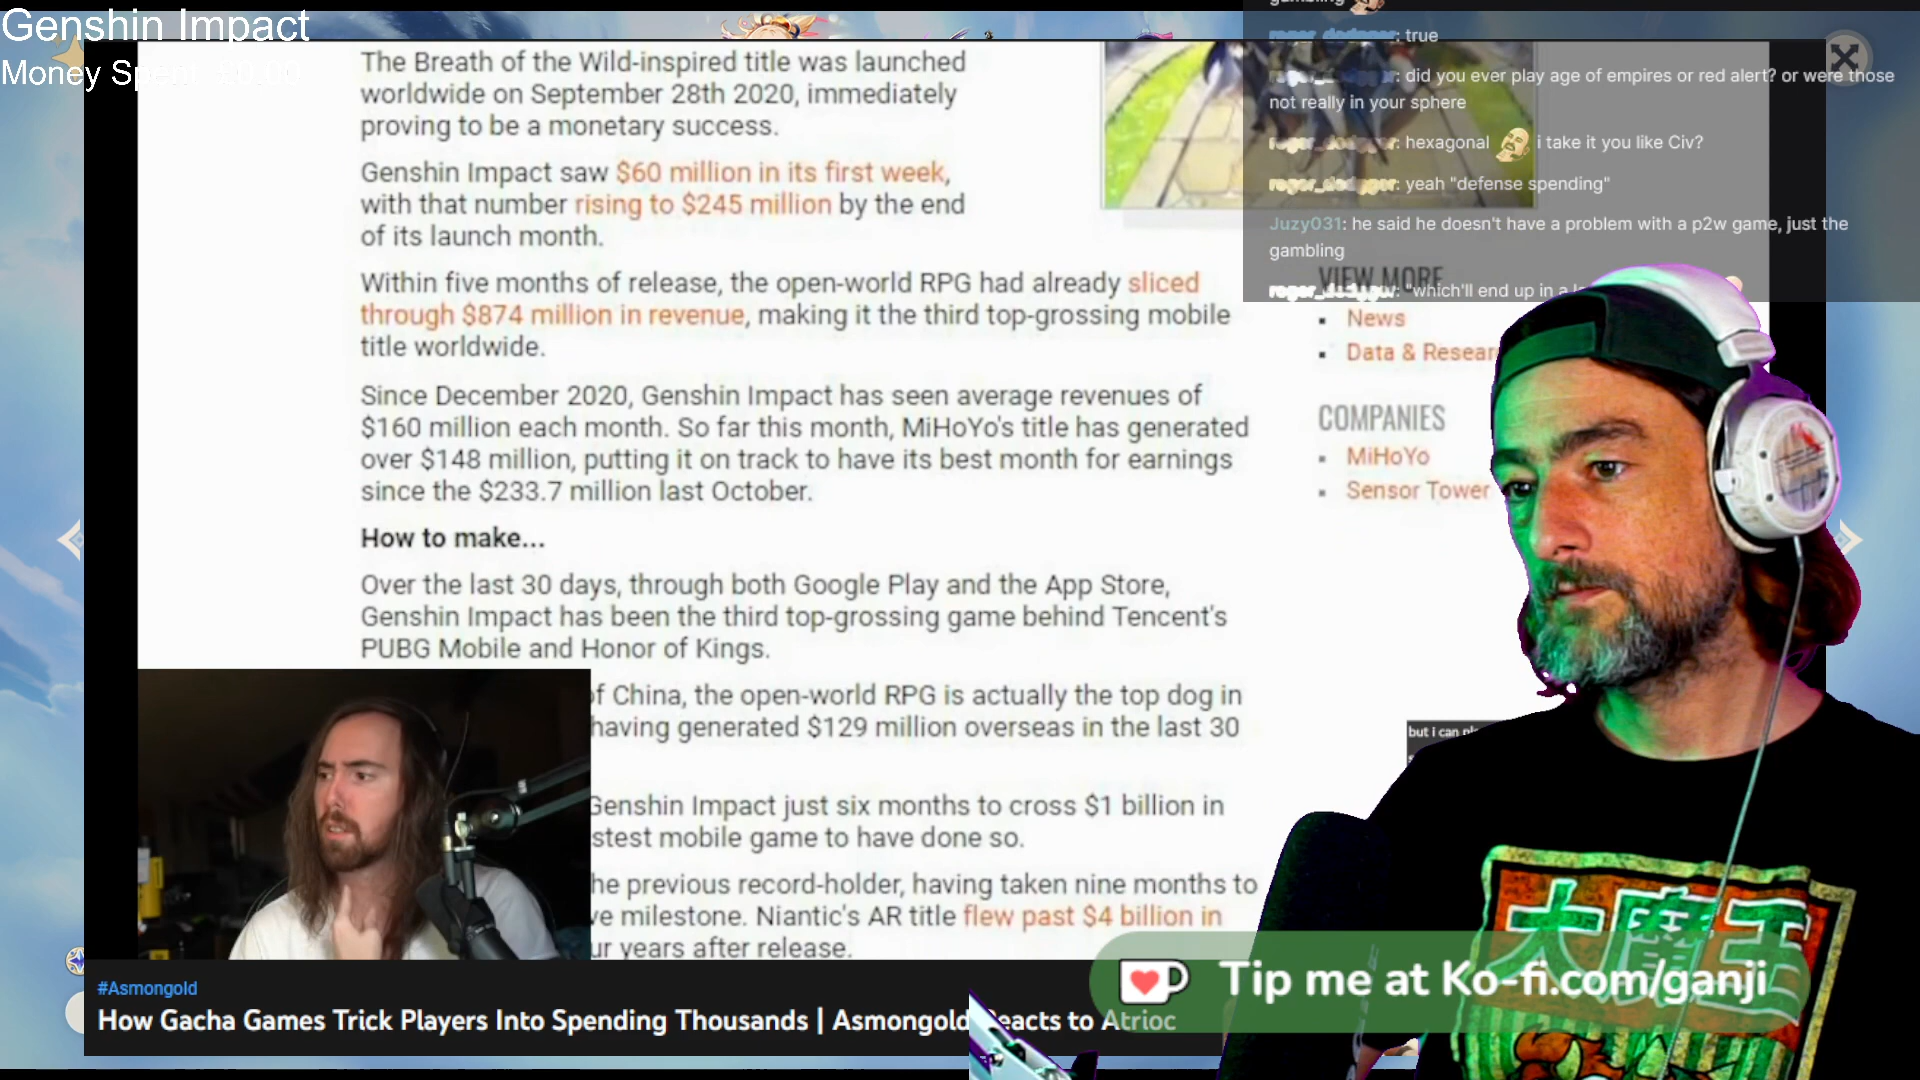 Genshin Impact
Money Spent: $0.00
The Breath of the Wild-inspired title was launched
worldwide on September 28th 2020, immediately
proving to be a monetary success.
Genshin Impact saw $60 million in its first week,
with that number rising to $245 million by the end
of its launch month.
Within five months of release, the open-world RPG had already sliced
through $874 million in revenue, making it the third top-grossing mobile
title worldwide.
Since December 2020, Genshin Impact has seen average revenues of
$160 million each month. So far this month, MiHoYo's title has generated
over $148 million, putting it on track to have its best month for earnings
since the $233.7 million last October.
How to make...
Over the last 30 days, through both Google Play and the App Store,
Genshin Impact has been the third top-grossing game behind Tencent's
PUBG Mobile and Honor of Kings.
of China, the open-world RPG is actually the top dog in
having generated $129 million overseas in the last 30
Genshin Impact just six months to cross $1 billion in
stest mobile game to have done so.
he previous record-holder, having taken nine months to
ve milestone. Niantic's AR title flew past $4 billion in
ur years after release.
gambling
: true
: did you ever play age of empires or red alert? or were those
not really in your sphere
: hexagonal i take it you like Civ?
: yeah "defense spending"
Juzy031: he said he doesn't have a problem with a p2w game, just the
gambling
: "which'll end up in a
VIEW MORE
News
Data & Resear
COMPANIES
MiHoYo
Sensor Tower
but i can
大魔王
#Asmongold
How Gacha Games Trick Players Into Spending Thousands | Asmongold Reacts to Atrioc
Tip me at Ko-fi.com/ganji